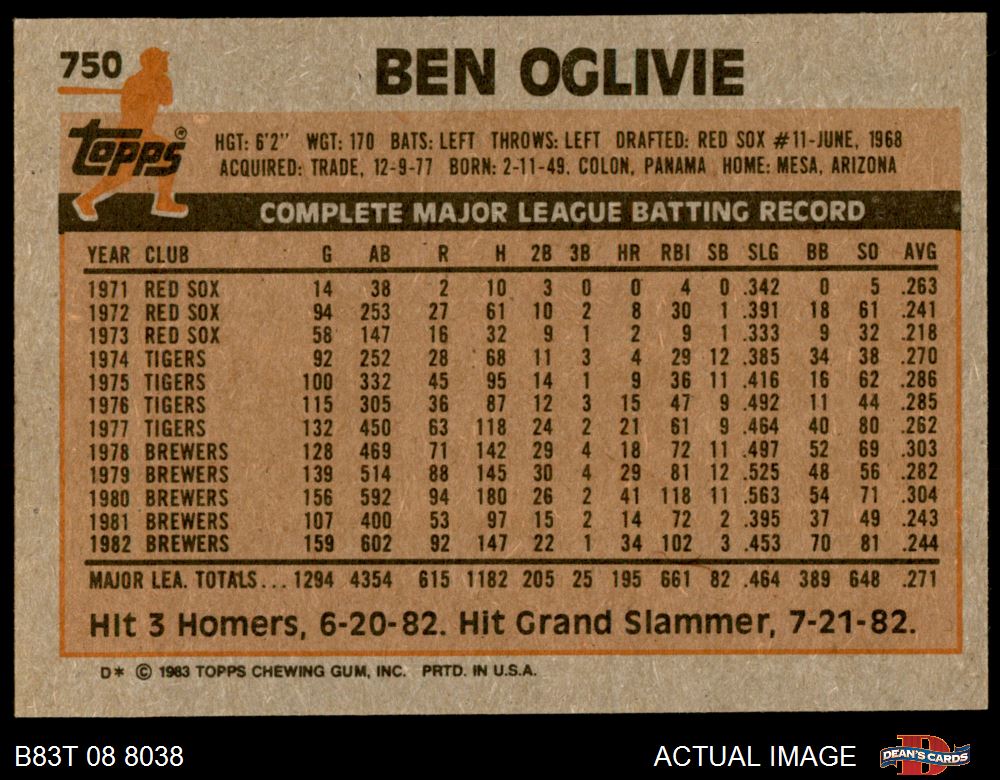 750 BEN OGLIVIE
Topps® HGT: 6'2" WGT: 170 BATS: LEFT THROWS: LEFT DRAFTED: RED SOX #11-JUNE, 1968
ACQUIRED: TRADE, 12-9-77 BORN: 2-11-49, COLON, PANAMA HOME: MESA, ARIZONA
COMPLETE MAJOR LEAGUE BATTING RECORD
YEAR CLUB G AB R H 2B 3B HR RBI SB SLG BB SO AVG
1971 RED SOX 14 38 2 10 3 0 0 4 0 .342 0 5 .263
1972 RED SOX 94 253 27 61 10 2 8 30 1 .391 18 61 .241
1973 RED SOX 58 147 16 32 9 1 2 9 1 .333 9 32 .218
1974 TIGERS 92 252 28 68 11 3 4 29 12 .385 34 38 .270
1975 TIGERS 100 332 45 95 14 1 9 36 11 .416 16 62 .286
1976 TIGERS 115 305 36 87 12 3 15 47 9 .492 11 44 .285
1977 TIGERS 132 450 63 118 24 2 21 61 9 .464 40 80 .262
1978 BREWERS 128 469 71 142 29 4 18 72 11 .497 52 69 .303
1979 BREWERS 139 514 88 145 30 4 29 81 12 .525 48 56 .282
1980 BREWERS 156 592 94 180 26 2 41 118 11 .563 54 71 .304
1981 BREWERS 107 400 53 97 15 2 14 72 2 .395 37 49 .243
1982 BREWERS 159 602 92 147 22 1 34 102 3 .453 70 81 .244
MAJOR LEA. TOTALS... 1294 4354 615 1182 205 25 195 661 82 .464 389 648 .271
Hit 3 Homers, 6-20-82. Hit Grand Slammer, 7-21-82.
D* © 1983 TOPPS CHEWING GUM, INC. PRTD. IN U.S.A.
B83T 08 8038 ACTUAL IMAGE DEAN'S CARDS